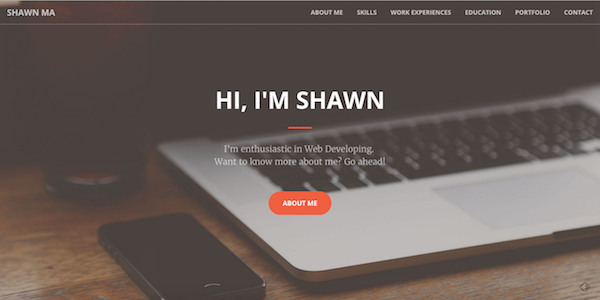 SHAWN MA
ABOUT ME SKILLS WORK EXPERIENCES EDUCATION PORTFOLIO CONTACT
HI, I'M SHAWN
I'm enthusiastic in Web Developing.
Want to know more about me? Go ahead!
ABOUT ME